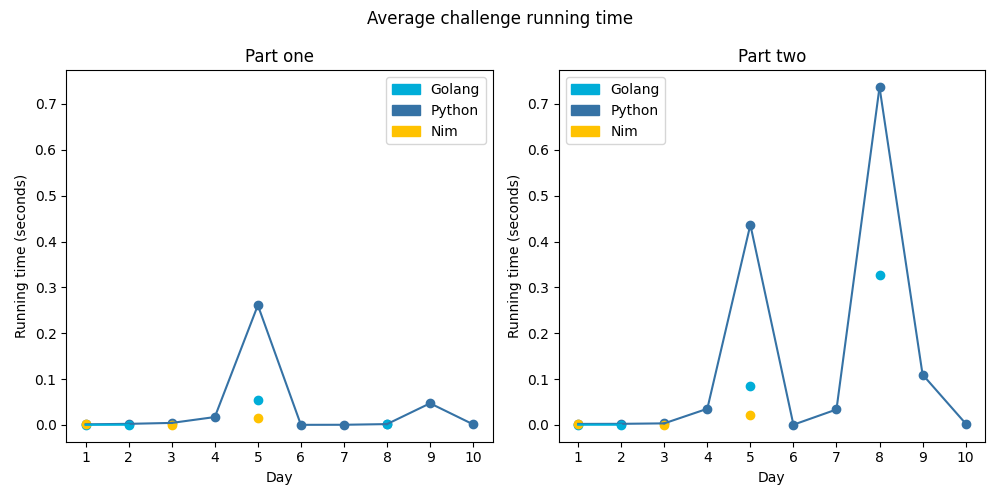 Average challenge running time
Part one
Golang
Python
Nim
0.7
0.6
0.5
0.4
0.3
0.2
0.1
0.0
Running time (seconds)
1 2 3 4 5 6 7 8 9 10
Day
Part two
Golang
Python
Nim
0.7
0.6
0.5
0.4
0.3
0.2
0.1
0.0
Running time (seconds)
1 2 3 4 5 6 7 8 9 10
Day